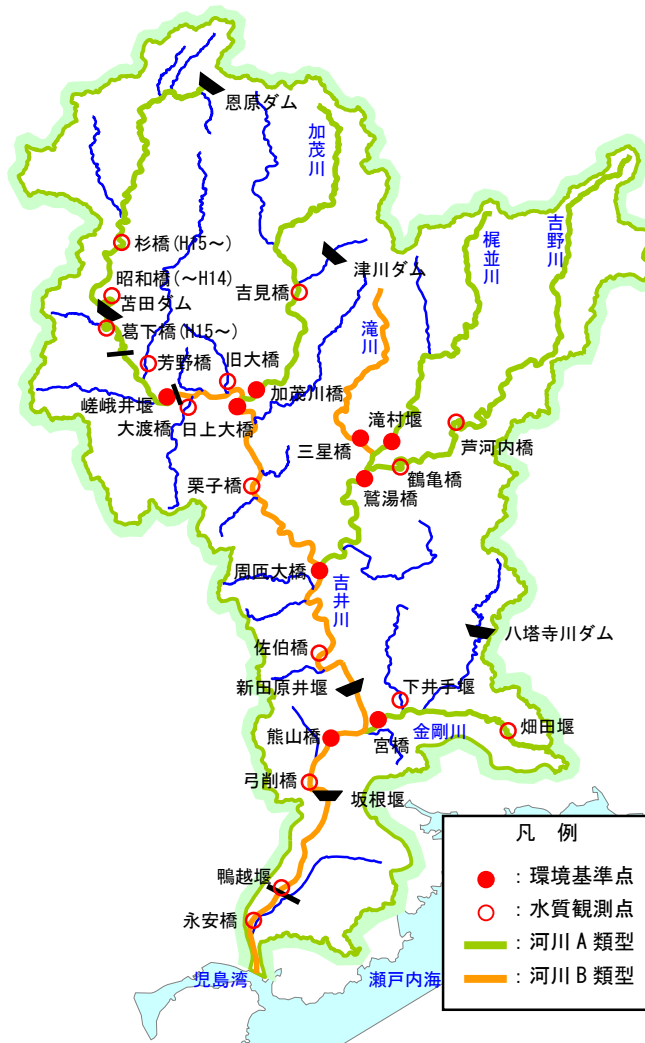 恩原ダム
加茂川
吉野川
梶並川
杉橋(H15～)
津川ダム
昭和橋(～H14)
吉見橋
苫田ダム
滝川
葛下橋(H15～)
芳野橋
旧大橋
加茂川橋
嵯峨井堰
大渡橋
日上大橋
滝村堰
三星橋
芦河内橋
鶴亀橋
鷲湯橋
栗子橋
周匝大橋
吉井川
八塔寺川ダム
佐伯橋
新田原井堰
下井手堰
金剛川
畑田堰
熊山橋
宮橋
弓削橋
坂根堰
鴨越堰
永安橋
児島湾
瀬戸内海
凡 例
：環境基準点
：水質観測点
：河川A類型
：河川B類型